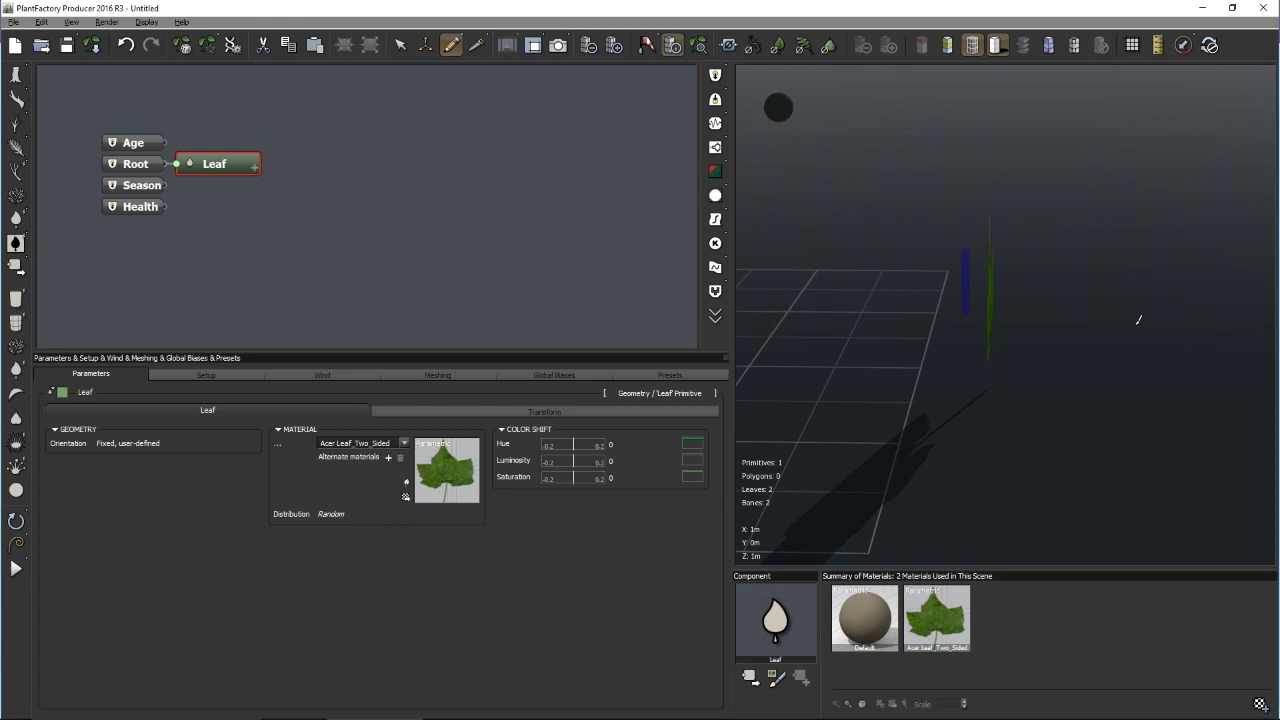 PlantFactory Producer 2016 R3 - Untitled
File Edit View Render Display Help
Age
Root
Leaf
Season
Health
Parameters & Setup & Wind & Meshing & Global Biases & Presets
Parameters Setup Wind Meshing Global Biases Presets
Leaf
[ Geometry /'Leaf' Primitive ]
Leaf Transform
GEOMETRY
Orientation Fixed, user-defined
MATERIAL
... Acer Leaf_Two_Sided
Alternate materials +
Parametric
Distribution Random
COLOR SHIFT
Hue -0.2 0.2 0
Luminosity -0.2 0.2 0
Saturation -0.2 0.2 0
Primitives: 1
Polygons: 0
Leaves: 2
Bones: 2
X: 1m
Y: 0m
Z: 1m
Component
Leaf
Summary of Materials: 2 Materials Used in This Scene
Parametric
Default
Parametric
Acer Leaf_Two_Sided
Scale